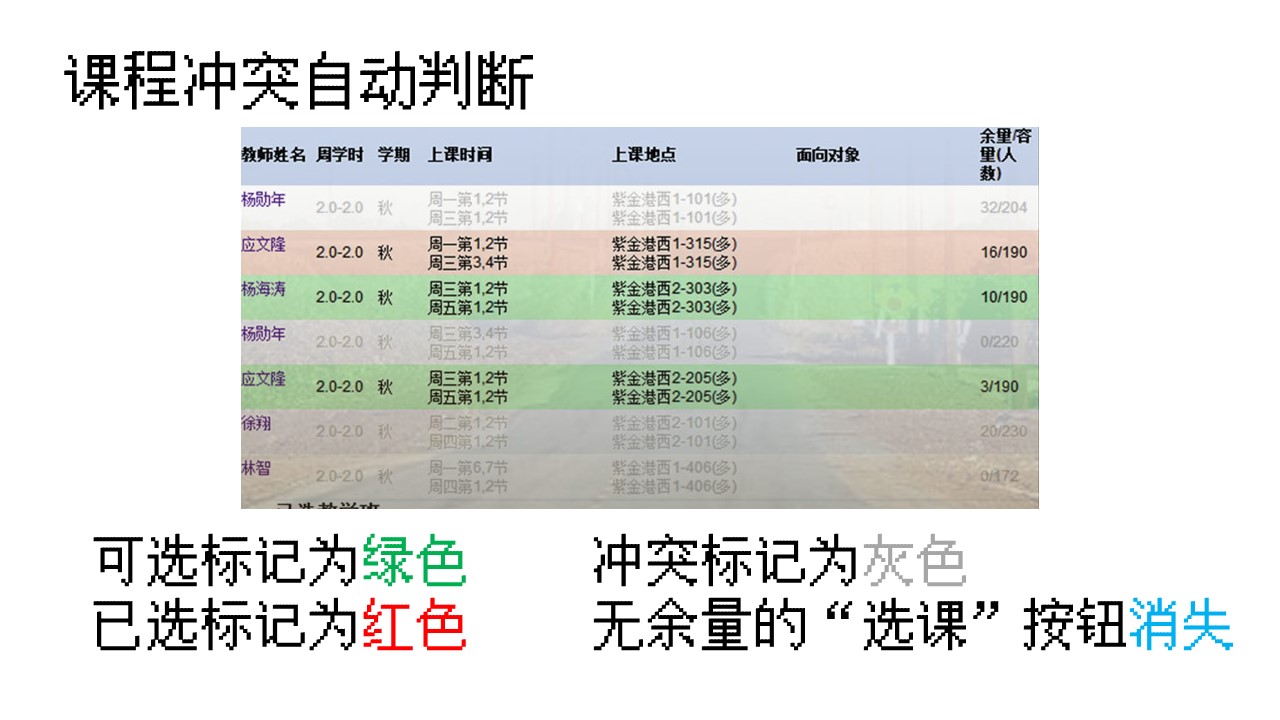 课程冲突自动判断
教师姓名 周学时 学期 上课时间 上课地点 面向对象 余量/容量(人数)
杨勋年 2.0-2.0 秋 周一第1,2节 紫金港西1-101(多) 32/204
周三第1,2节 紫金港西1-101(多)
应文隆 2.0-2.0 秋 周一第1,2节 紫金港西1-315(多) 16/190
周三第3,4节 紫金港西1-315(多)
杨海涛 2.0-2.0 秋 周三第1,2节 紫金港西2-303(多) 10/190
周五第1,2节 紫金港西2-303(多)
杨勋年 2.0-2.0 秋 周三第3,4节 紫金港西1-106(多) 0/220
周五第1,2节 紫金港西1-106(多)
应文隆 2.0-2.0 秋 周三第1,2节 紫金港西2-205(多) 3/190
周五第1,2节 紫金港西2-205(多)
徐翔 2.0-2.0 秋 周二第1,2节 紫金港西2-101(多) 20/230
周四第1,2节 紫金港西2-101(多)
林智 2.0-2.0 秋 周一第6,7节 紫金港西1-406(多) 0/172
周四第1,2节 紫金港西1-406(多)
可选标记为绿色
已选标记为红色
冲突标记为灰色
无余量的“选课”按钮消失